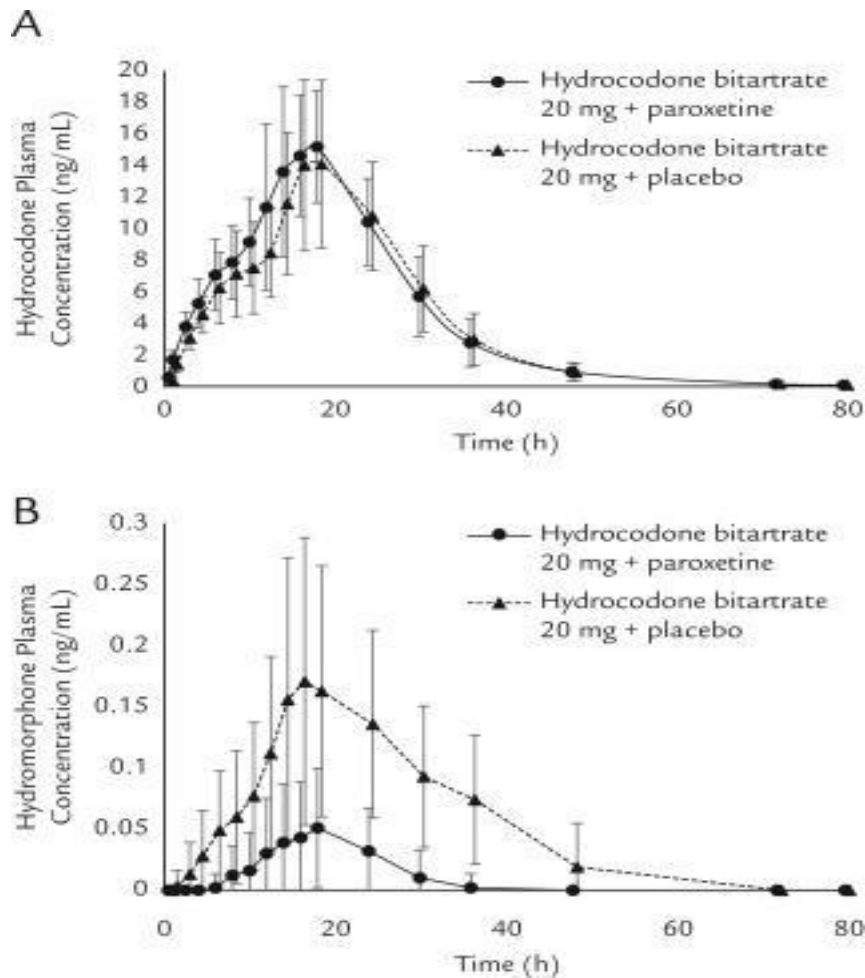 A
20
18
16
14
12
10
8
6
4
2
0
Hydrocodone Plasma
Concentration (ng/mL)
Hydrocodone bitartrate
20 mg + paroxetine
Hydrocodone bitartrate
20 mg + placebo
0 20 40 60 80
Time (h)
B
0.3
0.25
0.2
0.15
0.1
0.05
0
Hydromorphone Plasma
Concentration (ng/mL)
Hydrocodone bitartrate
20 mg + paroxetine
Hydrocodone bitartrate
20 mg + placebo
0 20 40 60 80
Time (h)